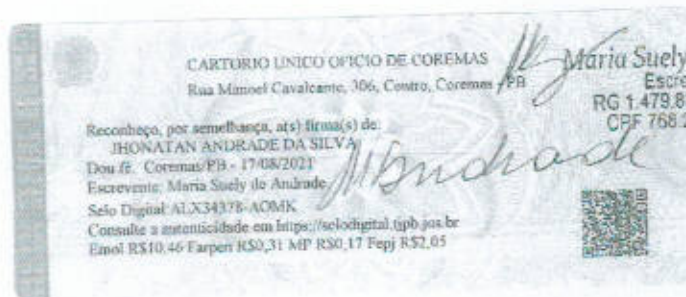 CARTORIO UNICO OFICIO DE COREMAS
Rua Manoel Cavalcante, 306, Centro, Coremas /PB
Maria Suely
Escre
RG 1.479.8
CPF 768.2
Reconheço, por semelhança, a(s) firma(s) de:
JHONATAN ANDRADE DA SILVA
Dou fé. Coremas/PB - 17/08/2021
Escrevente: Maria Suely de Andrade
MAndrade
Selo Digital: ALX34378-AOMK
Consulte a autenticidade em https://selodigital.tjpb.jus.br
Emol R$10,46 Farpen R$0,31 MP R$0,17 Fepj R$2,05